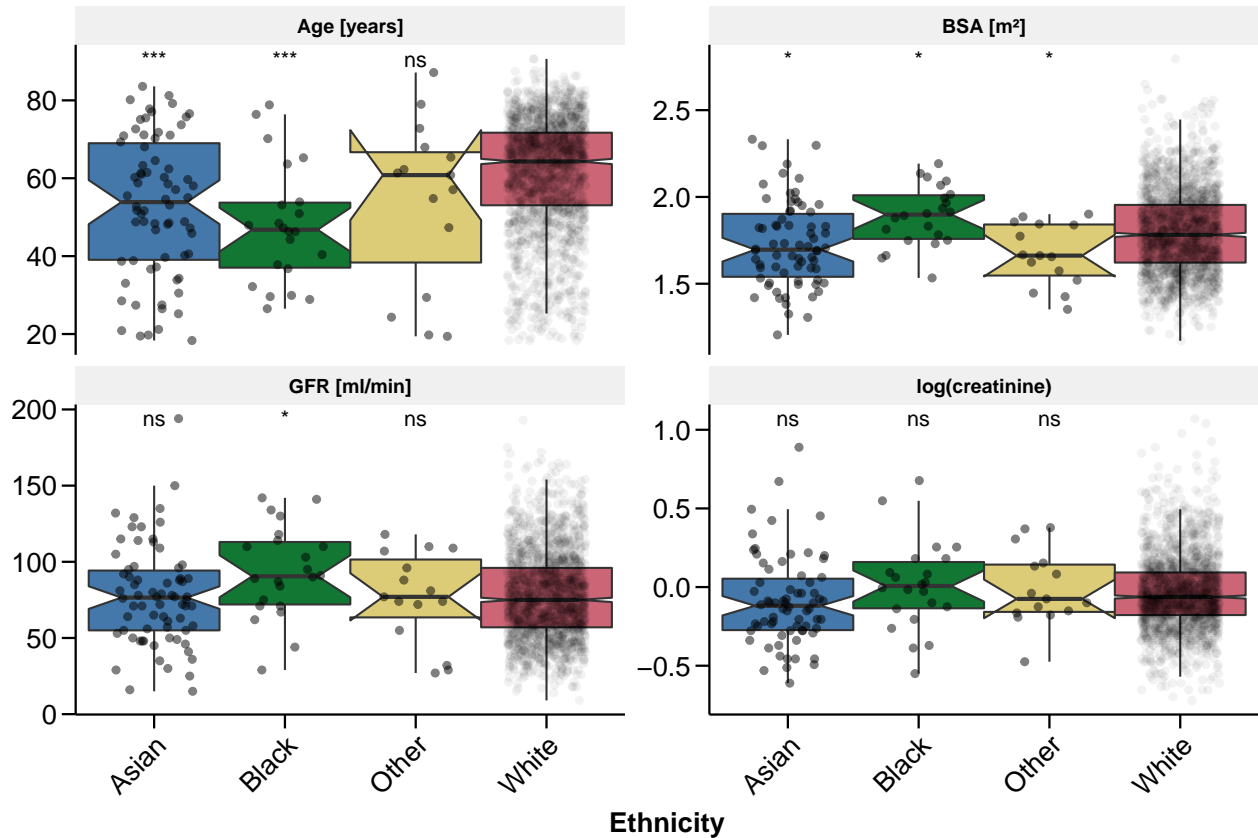 Age [years]
BSA [m²]
*** *** ns
* * *
80
60
40
20
2.5
2.0
1.5
GFR [ml/min]
log(creatinine)
ns * ns
ns ns ns
200
150
100
50
0
1.0
0.5
0.0
−0.5
Asian Black Other White
Asian Black Other White
Ethnicity